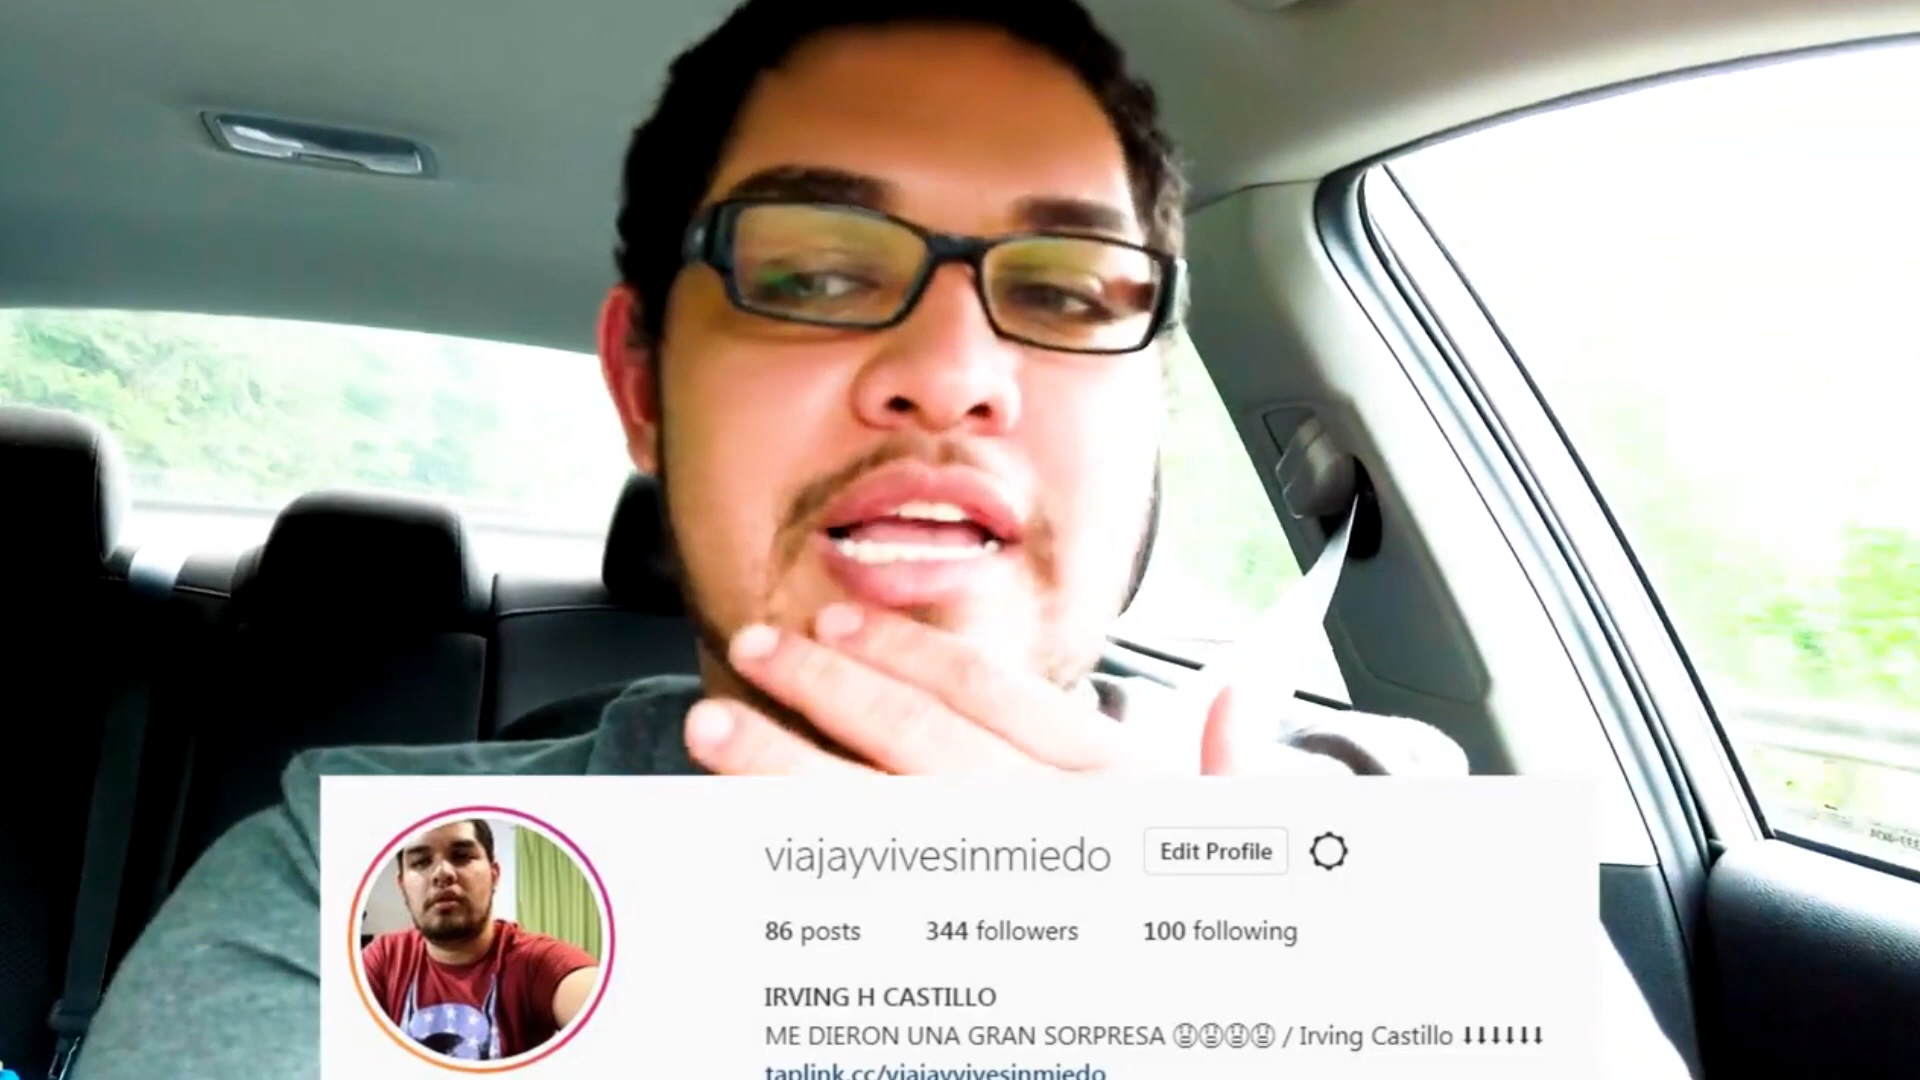 viajayvivesinmiedo Edit Profile
86 posts 344 followers 100 following
IRVING H CASTILLO
ME DIERON UNA GRAN SORPRESA 😫😫😫😫 / Irving Castillo ⬇⬇⬇⬇⬇⬇
taplink.cc/viajayvivesinmiedo